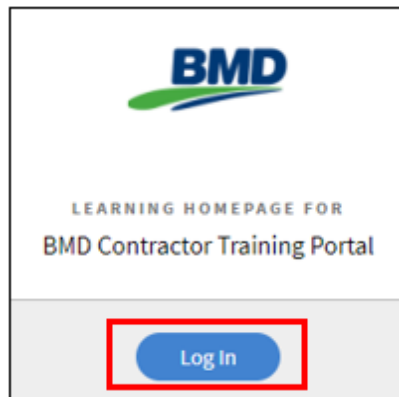 BMD
LEARNING HOMEPAGE FOR
BMD Contractor Training Portal
Log In